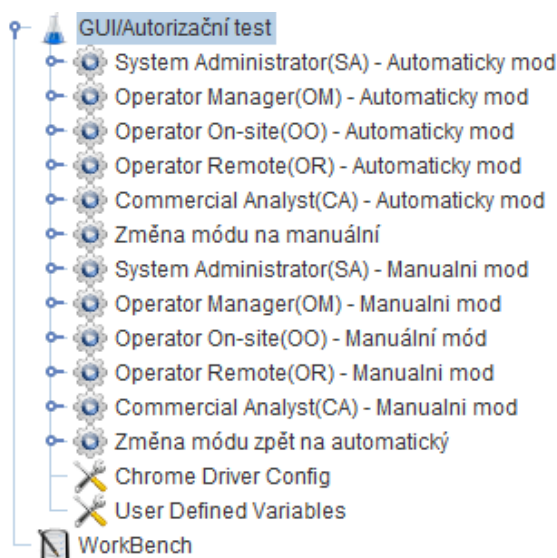 GUI/Autorizační test
System Administrator(SA) - Automaticky mod
Operator Manager(OM) - Automaticky mod
Operator On-site(OO) - Automaticky mod
Operator Remote(OR) - Automaticky mod
Commercial Analyst(CA) - Automaticky mod
Změna módu na manuální
System Administrator(SA) - Manualni mod
Operator Manager(OM) - Manualni mod
Operator On-site(OO) - Manuální mód
Operator Remote(OR) - Manualni mod
Commercial Analyst(CA) - Manualni mod
Změna módu zpět na automatický
Chrome Driver Config
User Defined Variables
WorkBench